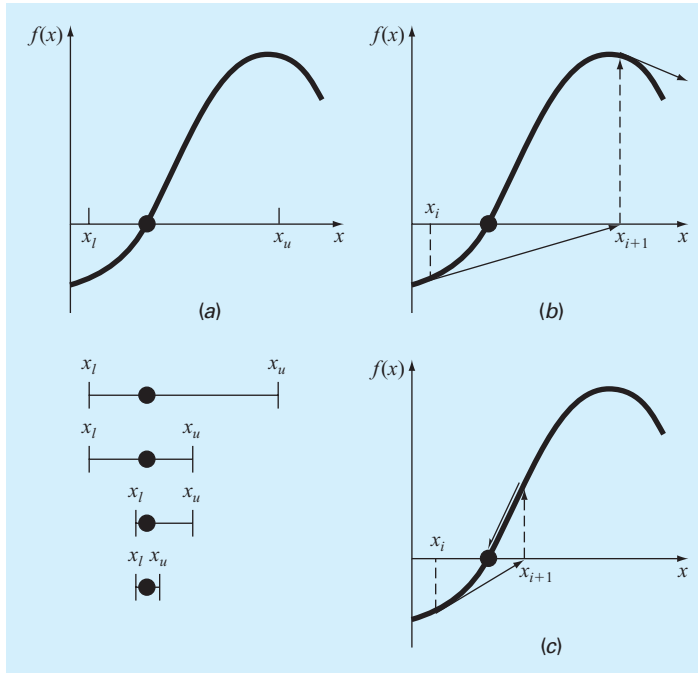 f(x)
x_l
x_u
x
(a)
f(x)
x_i
x_{i+1}
x
(b)
x_l x_u
x_l x_u
x_l x_u
x_l x_u
f(x)
x_i
x_{i+1}
x
(c)